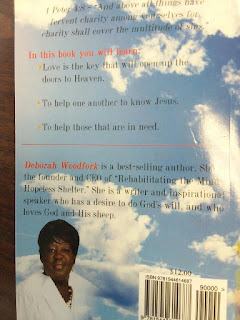 I Peter 4:8 - "And above all things have
fervent charity among yourselves for
charity shall cover the multitude of sins
In this book you will learn:
·Love is the key that will open up the
doors to Heaven.
·To help one another to know Jesus.
·To help those that are in need.
Deborah Woodfork is a best-selling author. She
the founder and CEO of "Rehabilitating the Mind
Hopeless Shelter." She is a writer and inspirational
speaker who has a desire to do God's will, and who
loves God and His sheep.
$12.00
90000 >